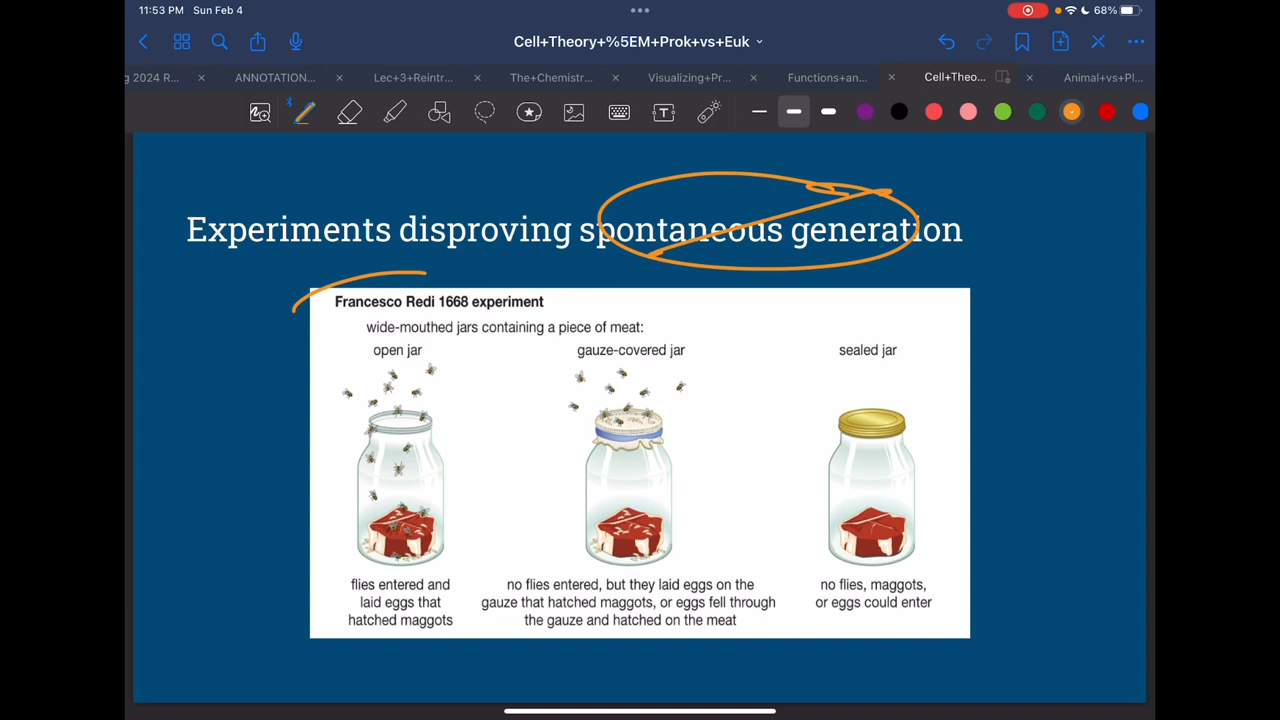 11:53 PM Sun Feb 4
68%
Cell+Theory+%5EM+Prok+vs+Euk
g 2024 R...
ANNOTATION...
Lec+3+Reintr...
The+Chemistr...
Visualizing+Pr...
Functions+an...
Cell+Theo...
Animal+vs+Pl...
Experiments disproving spontaneous generation
Francesco Redi 1668 experiment
wide-mouthed jars containing a piece of meat:
open jar
gauze-covered jar
sealed jar
flies entered and
laid eggs that
hatched maggots
no flies entered, but they laid eggs on the
gauze that hatched maggots, or eggs fell through
the gauze and hatched on the meat
no flies, maggots,
or eggs could enter